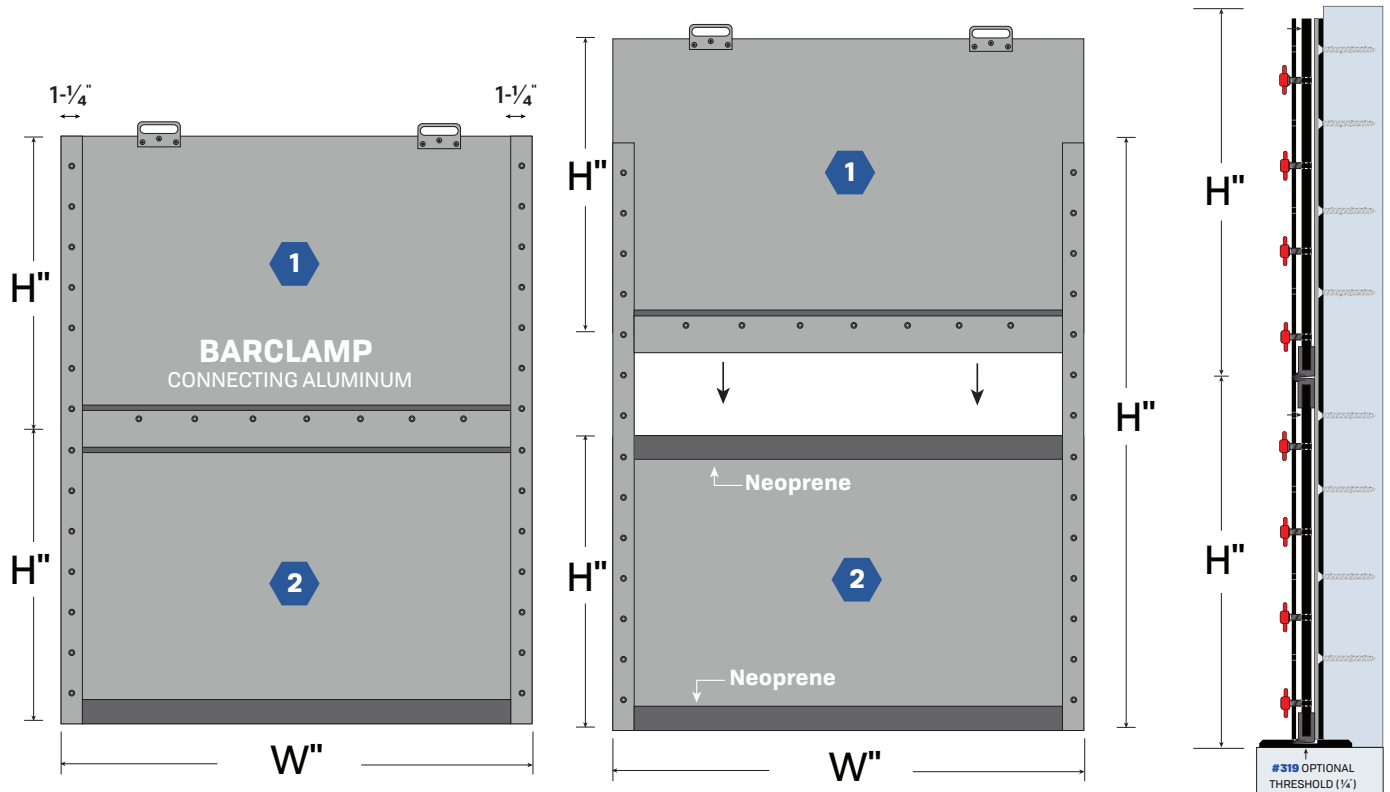 1-¼" 1-¼"
H"
1
BARCLAMP
CONNECTING ALUMINUM
H"
2
W"
H"
1
H"
Neoprene
H"
2
Neoprene
W"
H"
H"
#319 OPTIONAL
THRESHOLD (¼")